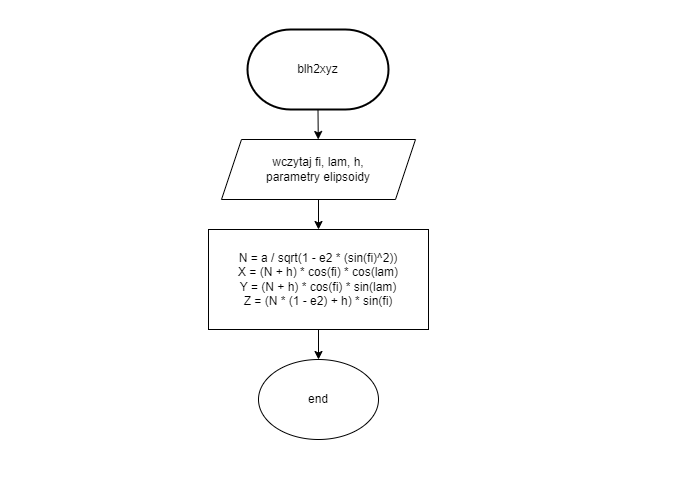 blh2xyz
wczytaj fi, lam, h,
parametry elipsoidy
N = a / sqrt(1 - e2 * (sin(fi)^2))
X = (N + h) * cos(fi) * cos(lam)
Y = (N + h) * cos(fi) * sin(lam)
Z = (N * (1 - e2) + h) * sin(fi)
end